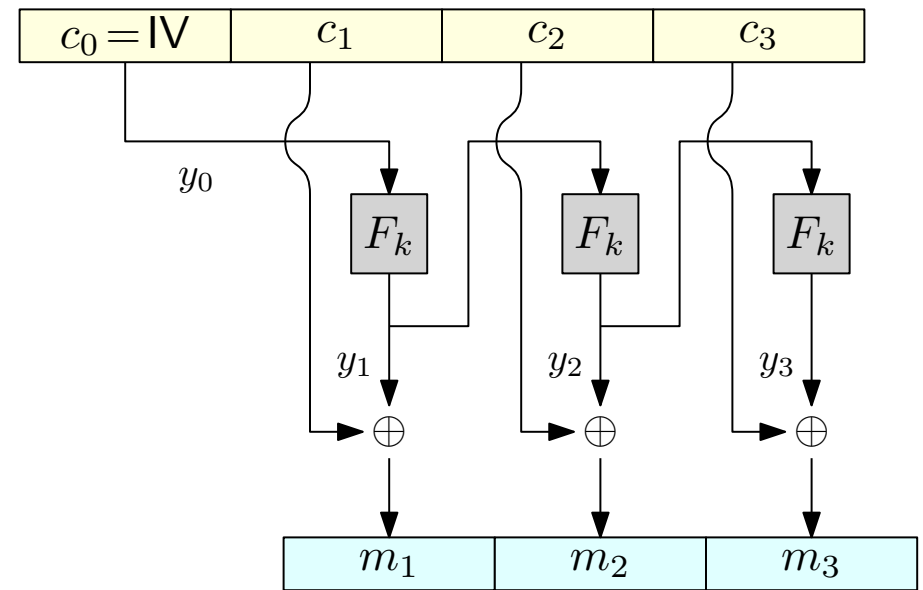 c₀ = IV c₁ c₂ c₃
y₀
Fₖ Fₖ Fₖ
y₁ y₂ y₃
m₁ m₂ m₃